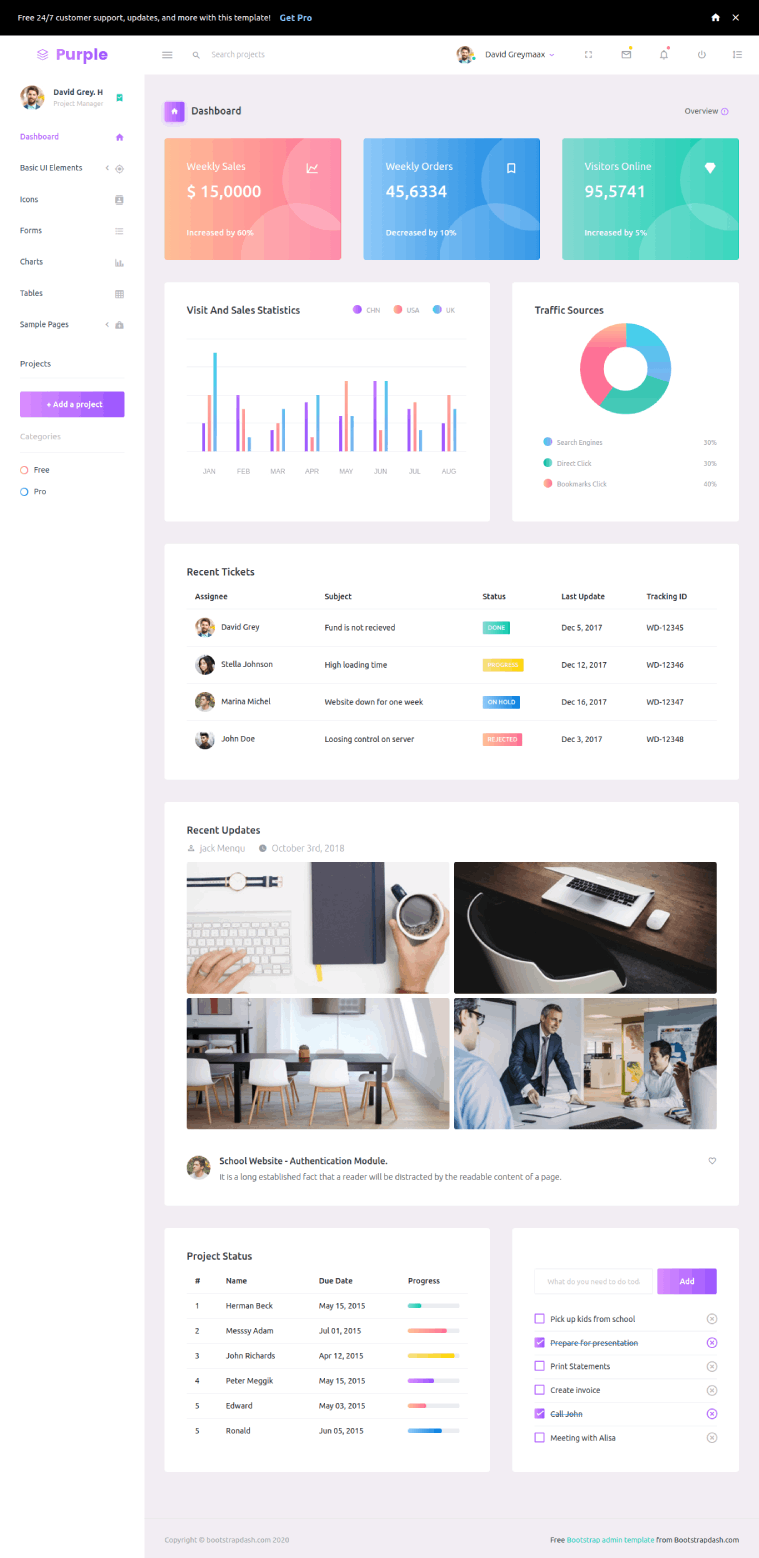 Free 24/7 customer support, updates, and more with this template! Get Pro
Purple
Search projects
David Greymaax
David Grey. H
Project Manager
Dashboard
Basic UI Elements
Icons
Forms
Charts
Tables
Sample Pages
Projects
+ Add a project
Categories
Free
Pro
Dashboard
Overview
Weekly Sales
$ 15,0000
Increased by 60%
Weekly Orders
45,6334
Decreased by 10%
Visitors Online
95,5741
Increased by 5%
Visit And Sales Statistics
CHN USA UK
JAN FEB MAR APR MAY JUN JUL AUG
Traffic Sources
Search Engines 30%
Direct Click 30%
Bookmarks Click 40%
Recent Tickets
Assignee Subject Status Last Update Tracking ID
David Grey Fund is not recieved DONE Dec 5, 2017 WD-12345
Stella Johnson High loading time PROGRESS Dec 12, 2017 WD-12346
Marina Michel Website down for one week ON HOLD Dec 16, 2017 WD-12347
John Doe Loosing control on server REJECTED Dec 3, 2017 WD-12348
Recent Updates
jack Menqu October 3rd, 2018
School Website - Authentication Module.
It is a long established fact that a reader will be distracted by the readable content of a page.
Project Status
# Name Due Date Progress
1 Herman Beck May 15, 2015
2 Messsy Adam Jul 01, 2015
3 John Richards Apr 12, 2015
4 Peter Meggik May 15, 2015
5 Edward May 03, 2015
5 Ronald Jun 05, 2015
What do you need to do tod
Add
Pick up kids from school
Prepare for presentation
Print Statements
Create invoice
Call John
Meeting with Alisa
Copyright © bootstrapdash.com 2020
Free Bootstrap admin template from Bootstrapdash.com